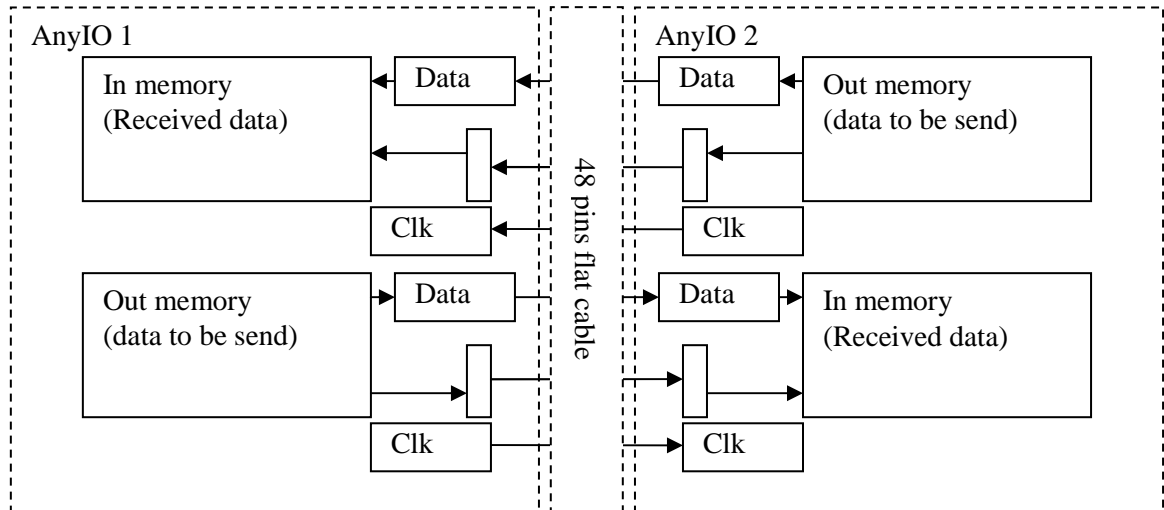 AnyIO 1
In memory
(Received data)
Data
Clk
Out memory
(data to be send)
Data
Clk
48 pins flat cable
AnyIO 2
Data
Out memory
(data to be send)
Clk
Data
In memory
(Received data)
Clk